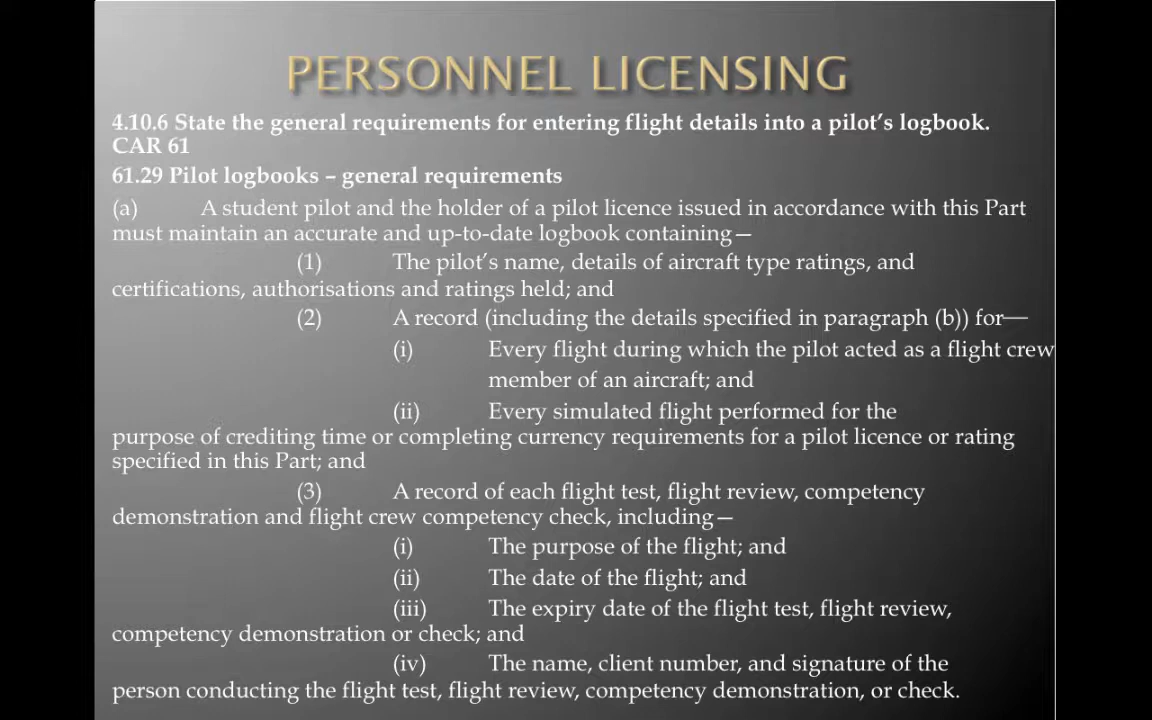 PERSONNEL LICENSING
4.10.6 State the general requirements for entering flight details into a pilot’s logbook.
CAR 61
61.29 Pilot logbooks – general requirements
(a) A student pilot and the holder of a pilot licence issued in accordance with this Part
must maintain an accurate and up-to-date logbook containing—
(1) The pilot’s name, details of aircraft type ratings, and
certifications, authorisations and ratings held; and
(2) A record (including the details specified in paragraph (b)) for—
(i) Every flight during which the pilot acted as a flight crew
member of an aircraft; and
(ii) Every simulated flight performed for the
purpose of crediting time or completing currency requirements for a pilot licence or rating
specified in this Part; and
(3) A record of each flight test, flight review, competency
demonstration and flight crew competency check, including—
(i) The purpose of the flight; and
(ii) The date of the flight; and
(iii) The expiry date of the flight test, flight review,
competency demonstration or check; and
(iv) The name, client number, and signature of the
person conducting the flight test, flight review, competency demonstration, or check.